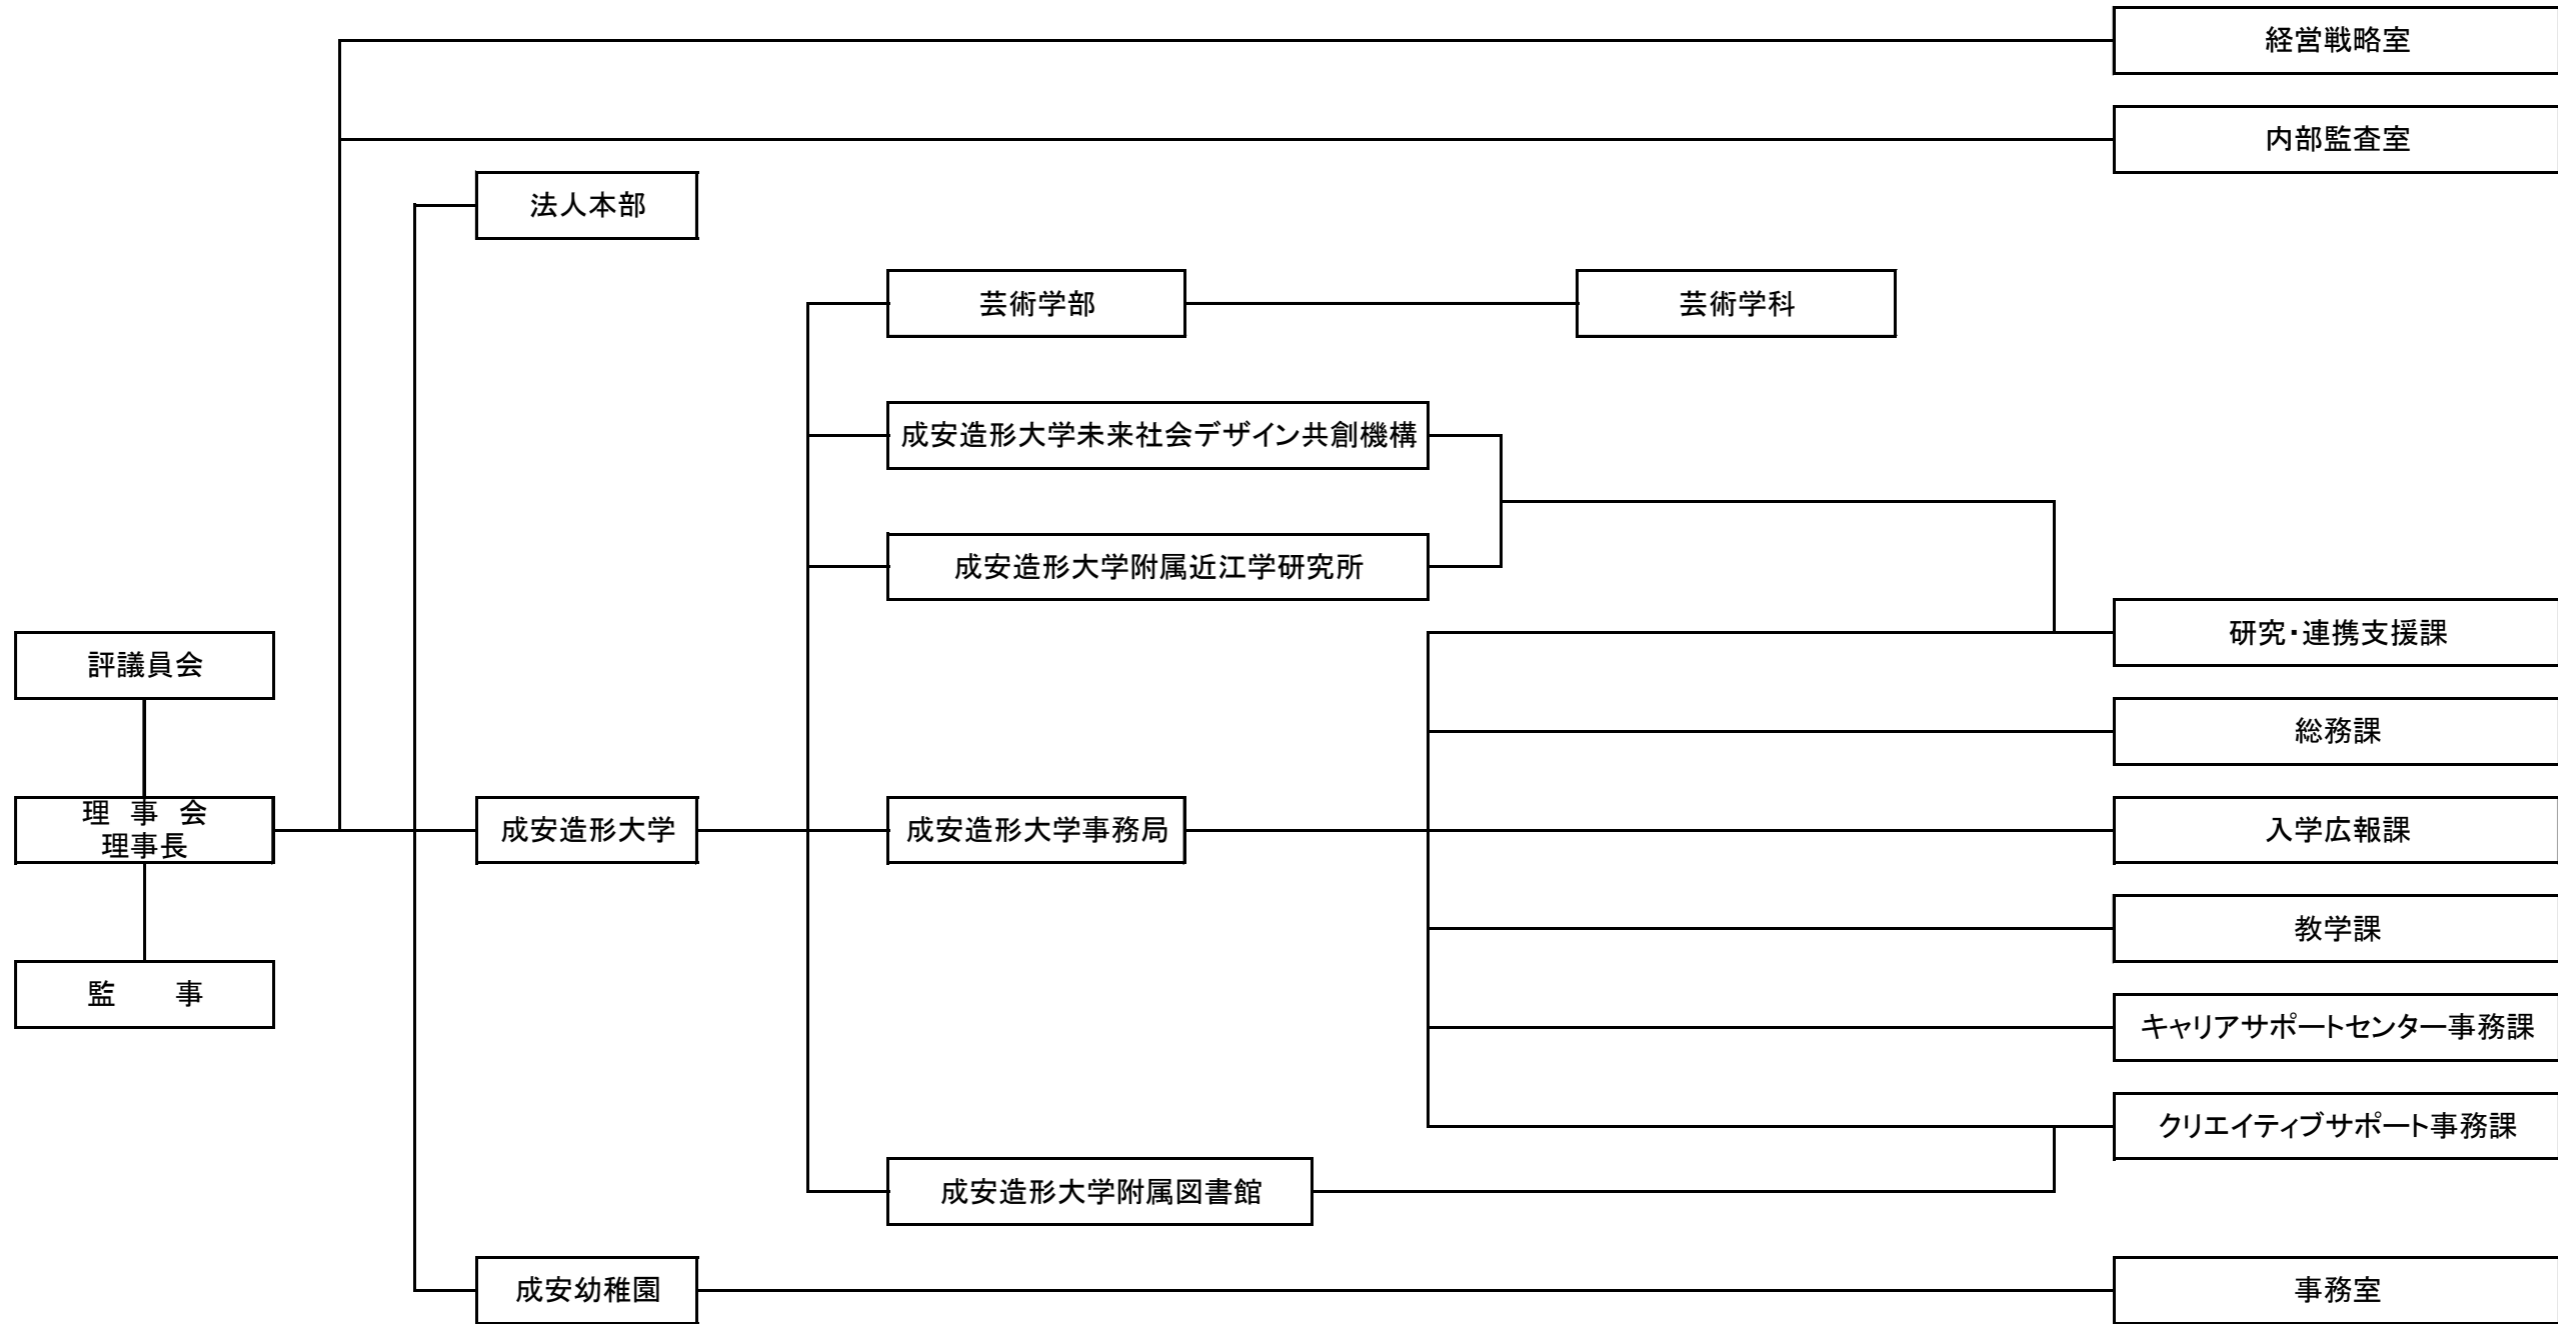 経営戦略室
内部監査室
法人本部
芸術学部
芸術学科
成安造形大学未来社会デザイン共創機構
成安造形大学附属近江学研究所
研究・連携支援課
評議員会
総務課
理　事　会
理事長
成安造形大学
成安造形大学事務局
入学広報課
教学課
監　　事
キャリアサポートセンター事務課
クリエイティブサポート事務課
成安造形大学附属図書館
成安幼稚園
事務室